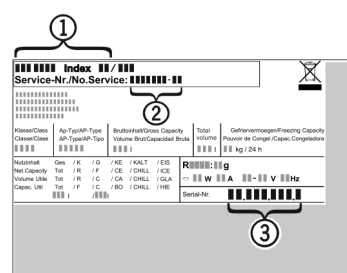 1
Index /
Service-Nr./No.Service: -
2
Klasse/Class Ap-Typ/AP-Type Bruttoinhalt/Gross Capacity Total Gefriervermoegen/Freezing Capacity
Classe/Clase AP-Type/AP-Tipo Volume Brut/Capacidad Bruta volume Pouvoir de Congel./Capac.Congeladora
l l kg / 24 h
Nutzinhalt Ges / K / G / KE / KALT / EIS
Net.Capacity Tot / R / F / CE / CHILL / ICE
Volume Utile Tot / R / C / CA / CHILL / GLA
Capac. Util Tot / F / C / BO / CHILL / HIE
l / l
R : g
W A - V Hz
Serial-Nr. . . .
3